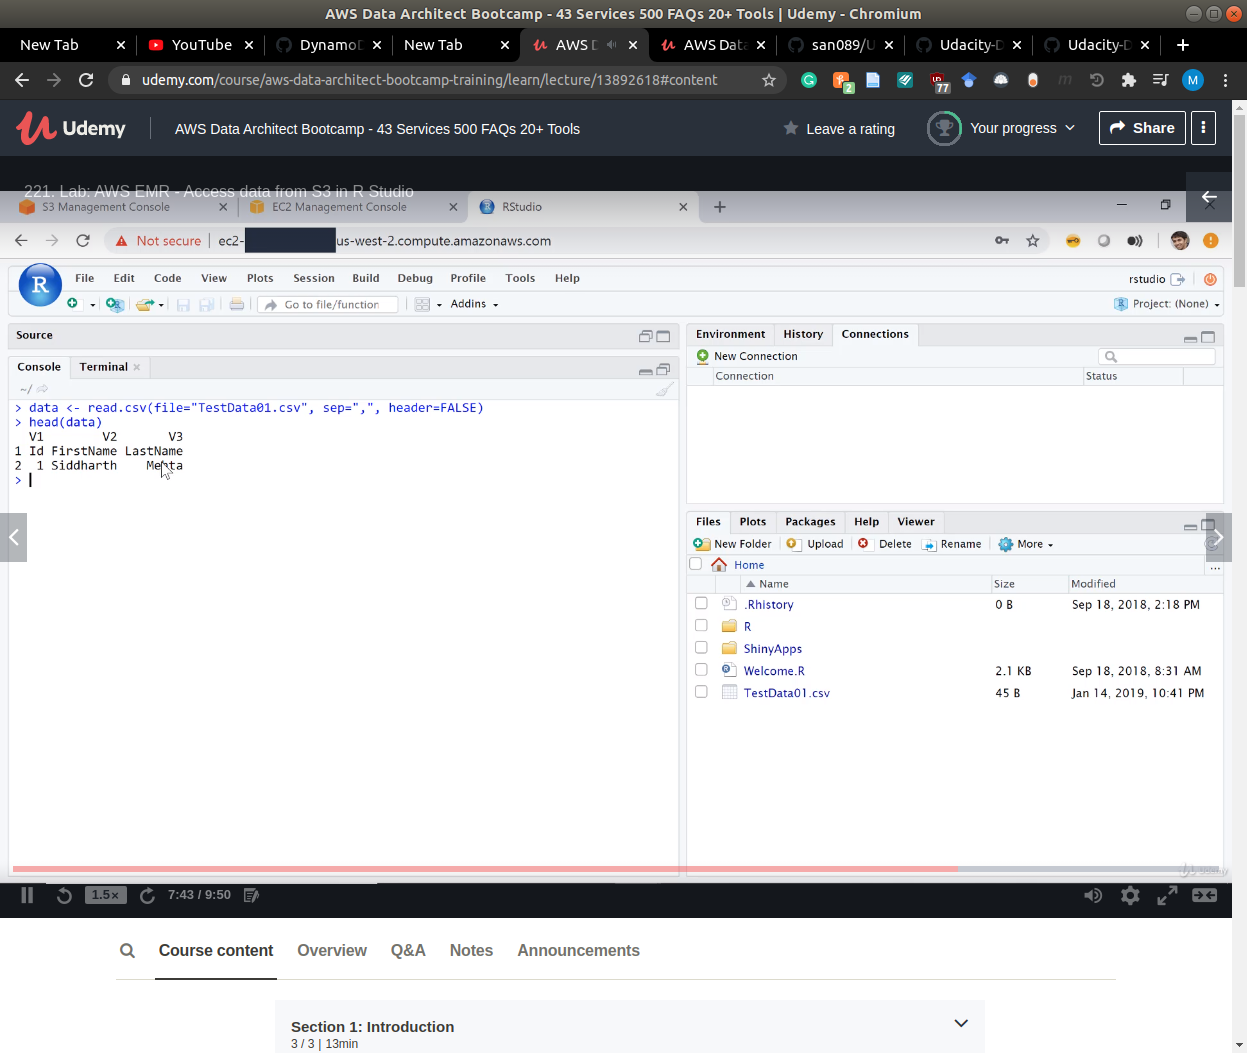 AWS Data Architect Bootcamp - 43 Services 500 FAQs 20+ Tools | Udemy - Chromium
New Tab YouTube Dynamo New Tab AWS AWS Data san089/U Udacity-D Udacity-D
udemy.com/course/aws-data-architect-bootcamp-training/learn/lecture/13892618#content
2
77
M
Udemy AWS Data Architect Bootcamp - 43 Services 500 FAQs 20+ Tools Leave a rating Your progress Share
221. Lab: AWS EMR - Access data from S3 in R Studio
S3 Management Console EC2 Management Console RStudio
Not secure | ec2- us-west-2.compute.amazonaws.com
R File Edit Code View Plots Session Build Debug Profile Tools Help rstudio
Go to file/function Addins Project: (None)
Source
Environment History Connections
New Connection
Connection Status
Console Terminal
~/
> data <- read.csv(file="TestData01.csv", sep=",", header=FALSE)
> head(data)
V1 V2 V3
1 Id FirstName LastName
2 1 Siddharth Mehta
>
Files Plots Packages Help Viewer
New Folder Upload Delete Rename More
Home ...
Name Size Modified
.Rhistory 0 B Sep 18, 2018, 2:18 PM
R
ShinyApps
Welcome.R 2.1 KB Sep 18, 2018, 8:31 AM
TestData01.csv 45 B Jan 14, 2019, 10:41 PM
Udemy
1.5× 7:43 / 9:50
Course content Overview Q&A Notes Announcements
Section 1: Introduction
3 / 3 | 13min